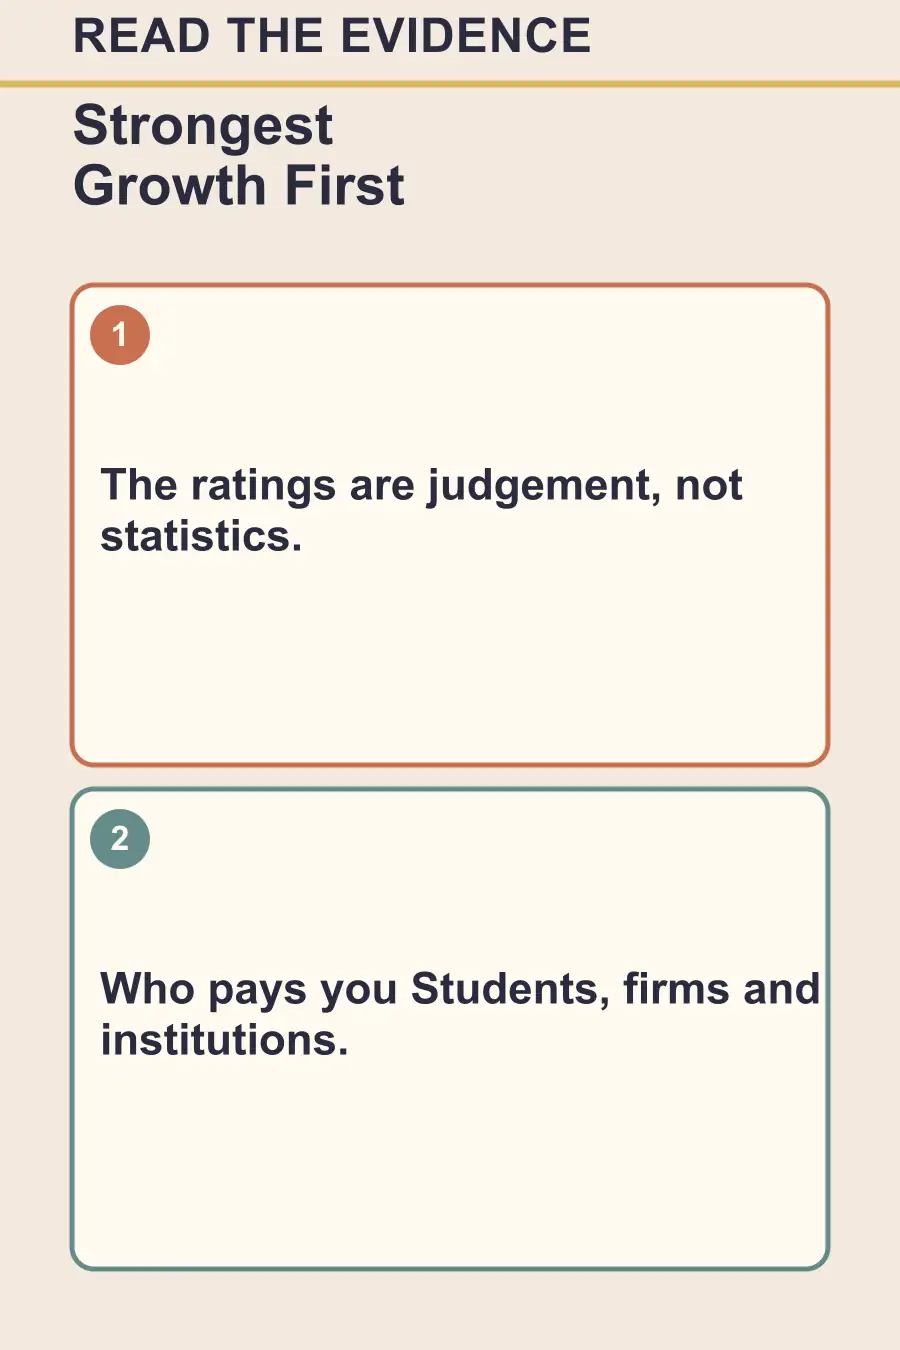 READ THE EVIDENCE
Strongest
Growth First
1
The ratings are judgement, not
statistics.
2
Who pays you Students, firms and
institutions.